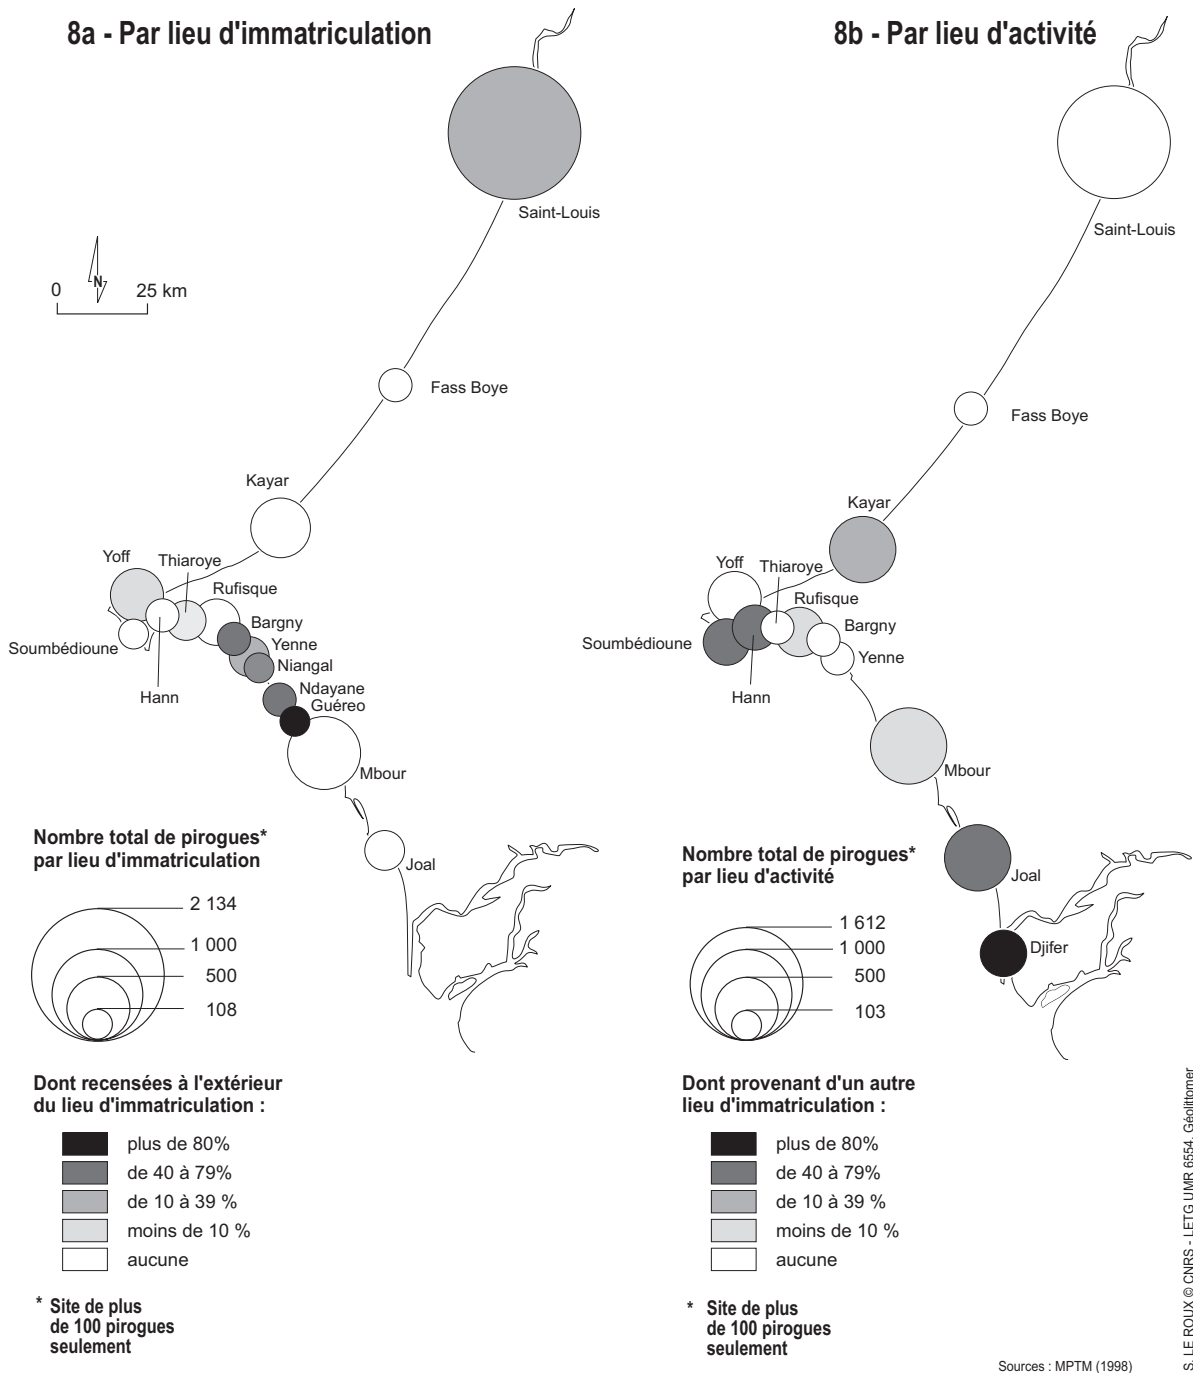 8a - Par lieu d'immatriculation
Saint-Louis
N
0 25 km
Fass Boye
Kayar
Yoff
Thiaroye
Rufisque
Bargny
Soumbédioune
Yenne
Niangal
Hann
Ndayane
Guéreo
Mbour
Joal
Nombre total de pirogues*
par lieu d'immatriculation
2 134
1 000
500
108
Dont recensées à l'extérieur
du lieu d'immatriculation :
plus de 80%
de 40 à 79%
de 10 à 39 %
moins de 10 %
aucune
* Site de plus
de 100 pirogues
seulement
8b - Par lieu d'activité
Saint-Louis
Fass Boye
Kayar
Yoff
Thiaroye
Rufisque
Bargny
Soumbédioune
Yenne
Hann
Mbour
Joal
Djifer
Nombre total de pirogues*
par lieu d'activité
1 612
1 000
500
103
Dont provenant d'un autre
lieu d'immatriculation :
plus de 80%
de 40 à 79%
de 10 à 39 %
moins de 10 %
aucune
* Site de plus
de 100 pirogues
seulement
Sources : MPTM (1998)
S. LE ROUX © CNRS - LETG UMR 6554, Géolittomer